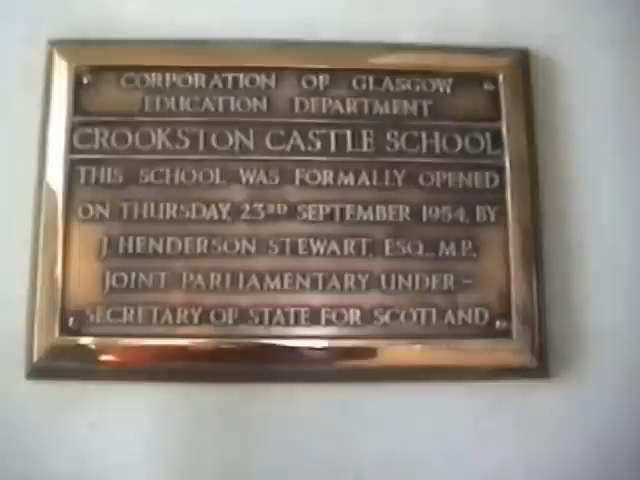 CORPORATION OF GLASGOW
EDUCATION DEPARTMENT
CROOKSTON CASTLE SCHOOL
THIS SCHOOL WAS FORMALLY OPENED
ON THURSDAY, 23RD SEPTEMBER 1954, BY
J. HENDERSON STEWART, ESQ., M.P.,
JOINT PARLIAMENTARY UNDER-
SECRETARY OF STATE FOR SCOTLAND